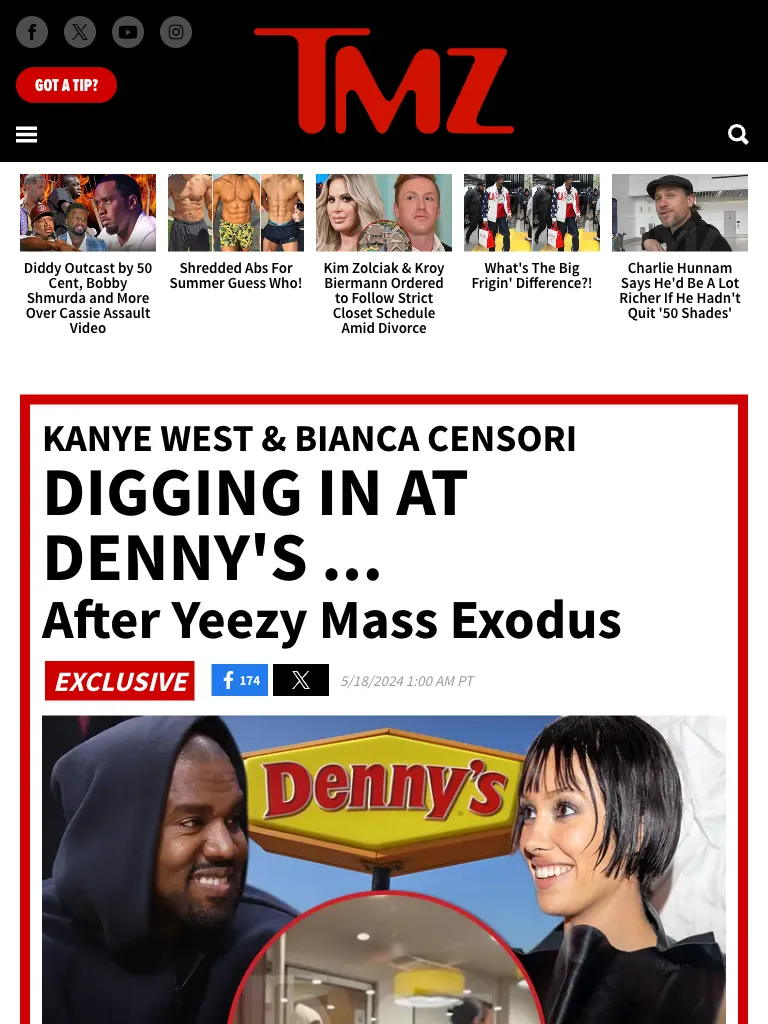 GOT A TIP?
TMZ
Diddy Outcast by 50
Cent, Bobby
Shmurda and More
Over Cassie Assault
Video
Shredded Abs For
Summer Guess Who!
Kim Zolciak & Kroy
Biermann Ordered
to Follow Strict
Closet Schedule
Amid Divorce
What's The Big
Frigin' Difference?!
Charlie Hunnam
Says He'd Be A Lot
Richer If He Hadn't
Quit '50 Shades'
KANYE WEST & BIANCA CENSORI
DIGGING IN AT
DENNY'S ...
After Yeezy Mass Exodus
EXCLUSIVE
174
5/18/2024 1:00 AM PT
Denny's